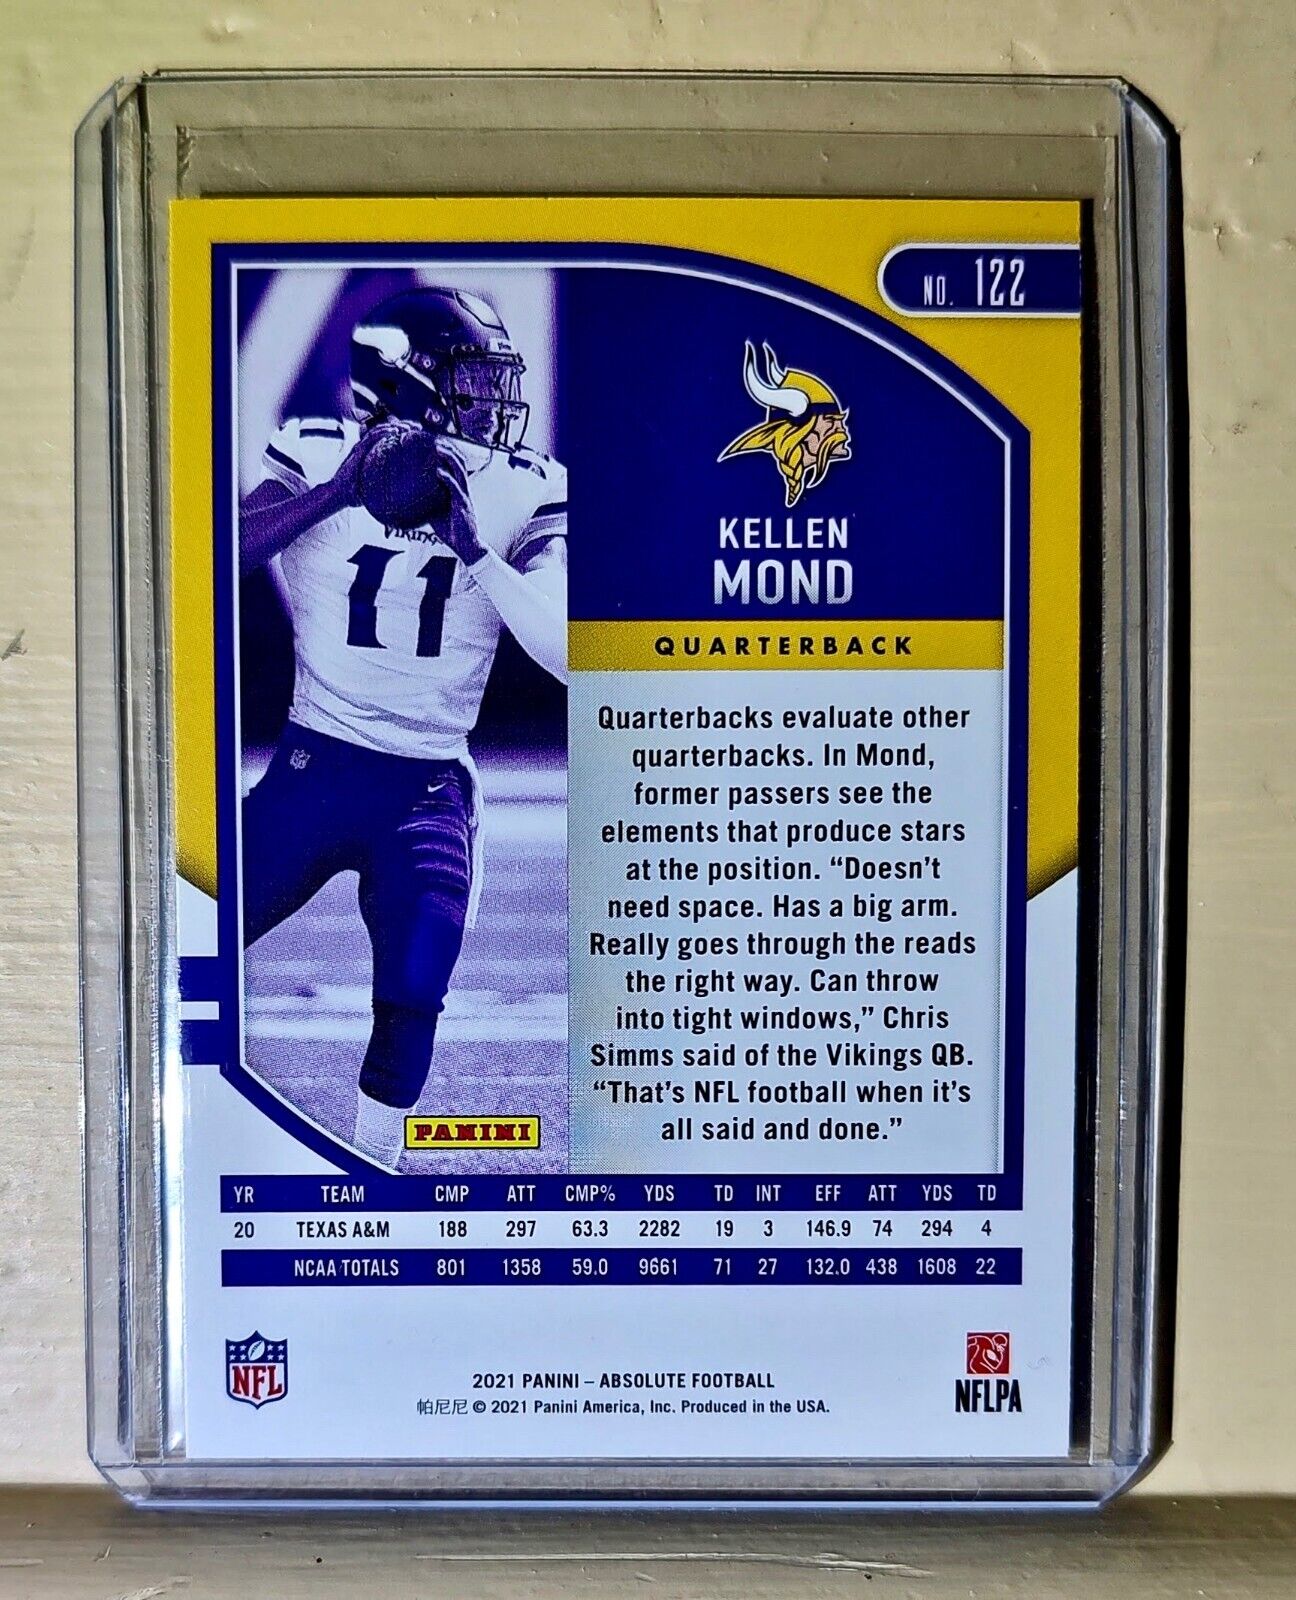 NO. 122
Vikings
11
KELLEN
MOND
QUARTERBACK
Quarterbacks evaluate other
quarterbacks. In Mond,
former passers see the
elements that produce stars
at the position. “Doesn’t
need space. Has a big arm.
Really goes through the reads
the right way. Can throw
into tight windows,” Chris
Simms said of the Vikings QB.
“That’s NFL football when it’s
all said and done.”
PANINI
YR TEAM CMP ATT CMP% YDS TD INT EFF ATT YDS TD
20 TEXAS A&M 188 297 63.3 2282 19 3 146.9 74 294 4
NCAA TOTALS 801 1358 59.0 9661 71 27 132.0 438 1608 22
NFL
2021 PANINI – ABSOLUTE FOOTBALL
帕尼尼 © 2021 Panini America, Inc. Produced in the USA.
NFLPA